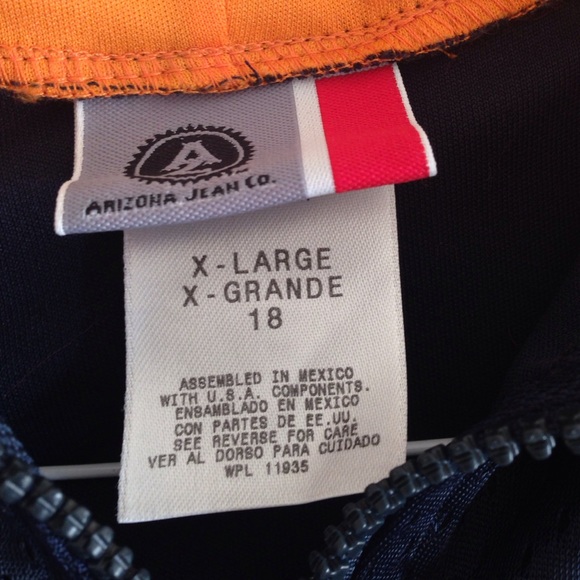 A
ARIZONA JEAN CO.
X-LARGE
X-GRANDE
18
ASSEMBLED IN MEXICO
WITH U.S.A. COMPONENTS.
ENSAMBLADO EN MEXICO
CON PARTES DE EE.UU.
SEE REVERSE FOR CARE
VER AL DORSO PARA CUIDADO
WPL 11935